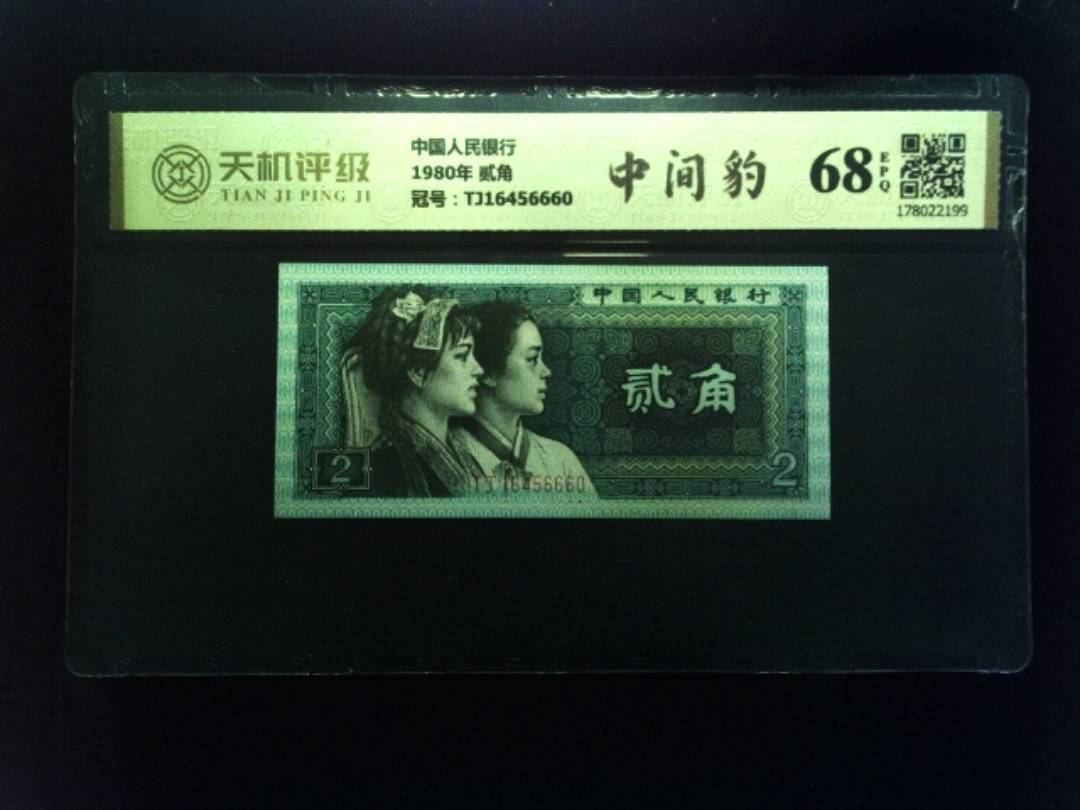 天机评级
TIAN JI PING JI
中国人民银行
1980年 贰角
冠号：TJ16456660
中间豹
68
EPQ
178022199
中国人民银行
贰角
2
2
TJ16456660